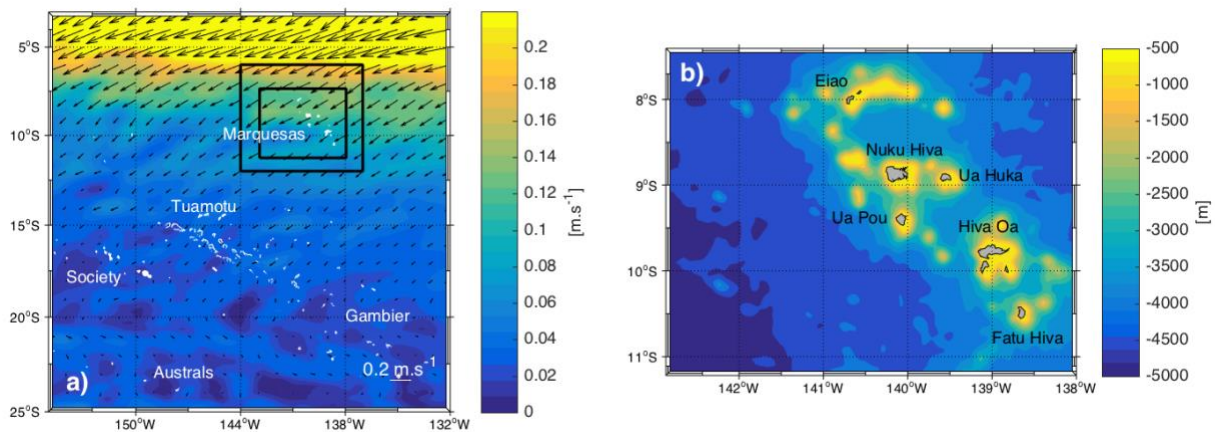 5°S
10°S
15°S
20°S
25°S
150°W
144°W
138°W
132°W
Marquesas
Tuamotu
Society
Gambier
Australs
0.2 m.s⁻¹
a)
0.2
0.18
0.16
0.14
0.12
0.1
0.08
0.06
0.04
0.02
0
[m.s⁻¹]
b)
8°S
9°S
10°S
11°S
142°W
141°W
140°W
139°W
138°W
Eiao
Nuku Hiva
Ua Huka
Ua Pou
Hiva Oa
Fatu Hiva
-500
-1000
-1500
-2000
-2500
-3000
-3500
-4000
-4500
-5000
[m]